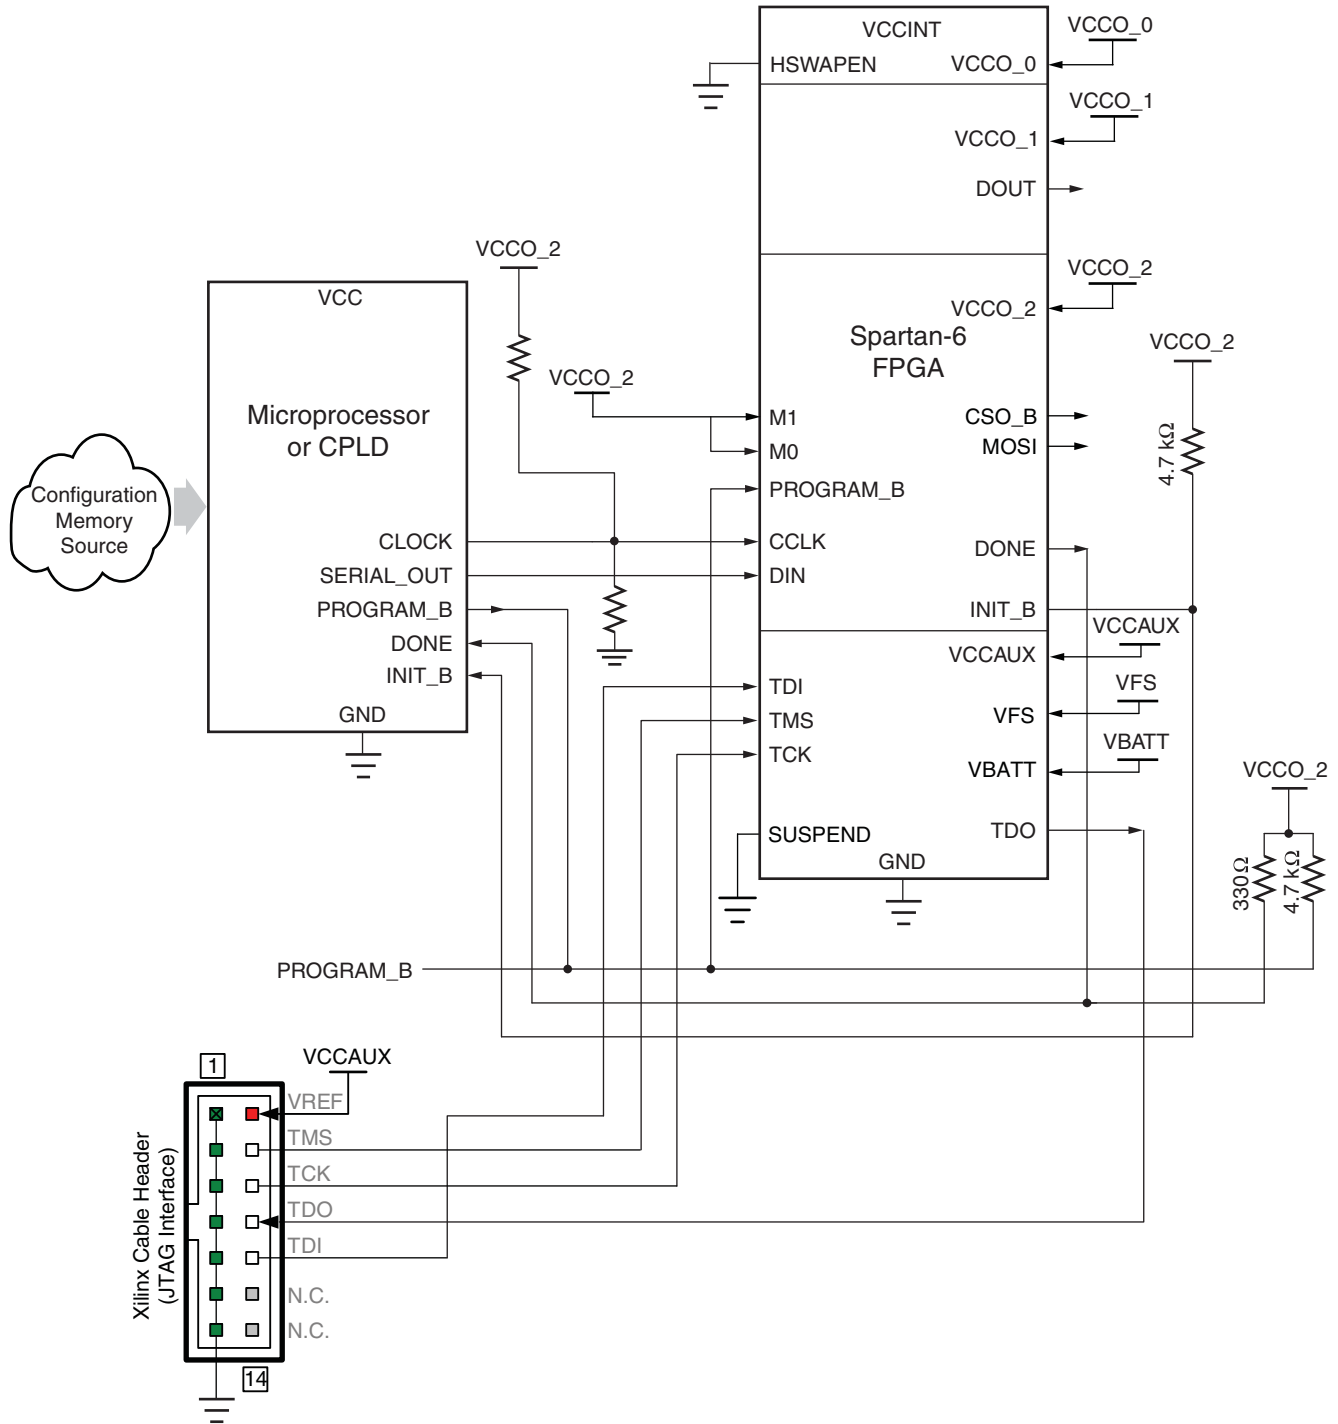 VCCINT
VCCO_0
HSWAPEN
VCCO_0
VCCO_1
VCCO_1
DOUT
VCCO_2
VCCO_2
VCCO_2
Spartan-6
FPGA
VCCO_2
VCC
VCCO_2
Microprocessor
or CPLD
M1
CSO_B
M0
MOSI
4.7 kΩ
Configuration
Memory
Source
PROGRAM_B
CLOCK
CCLK
DONE
SERIAL_OUT
DIN
PROGRAM_B
INIT_B
DONE
VCCAUX
VCCAUX
INIT_B
TDI
VFS
GND
TMS
VFS
VBATT
TCK
VBATT
VCCO_2
SUSPEND
TDO
GND
330Ω
4.7 kΩ
PROGRAM_B
1
VCCAUX
VREF
TMS
TCK
TDO
TDI
N.C.
N.C.
Xilinx Cable Header
(JTAG Interface)
14